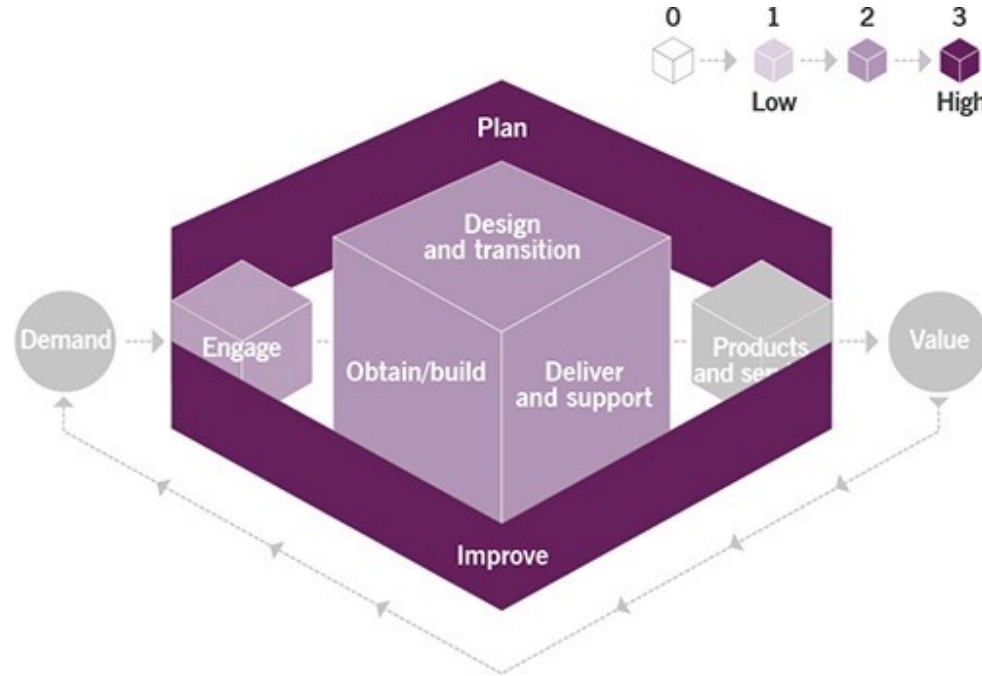 0 1 2 3
Low High
Plan
Design
and transition
Demand
Engage
Obtain/build
Deliver
and support
Products
and
Value
Improve